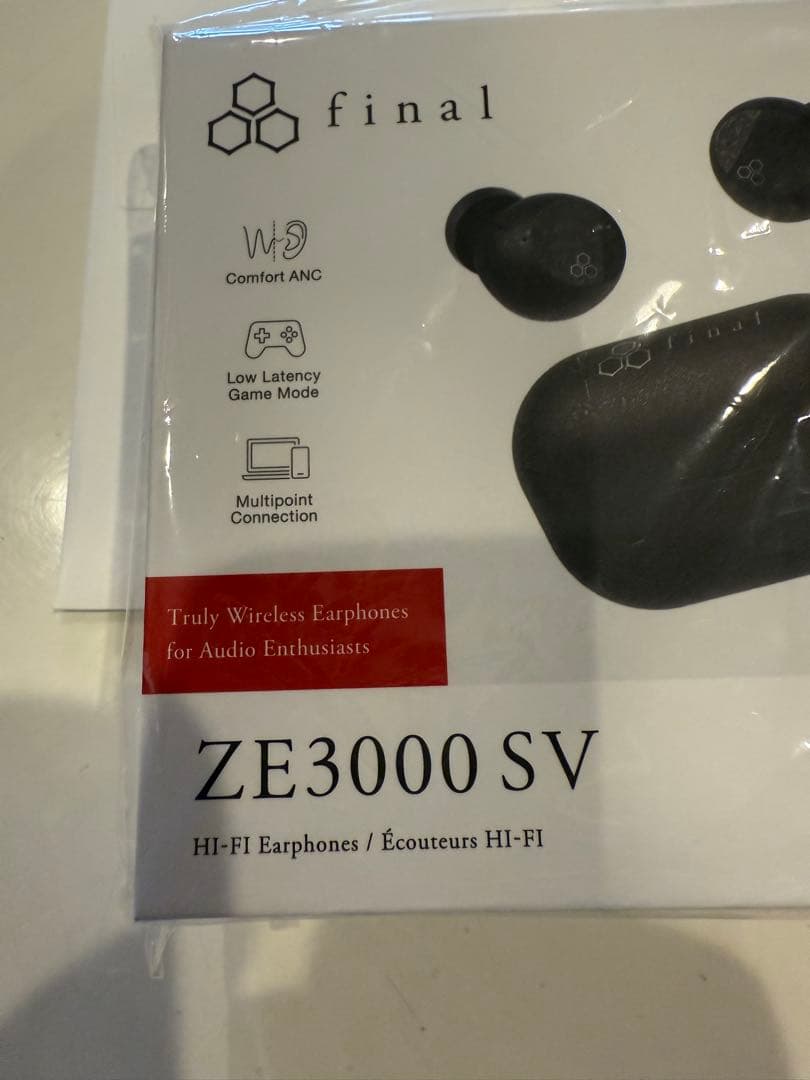 final
Comfort ANC
final
Low Latency
Game Mode
Multipoint
Connection
Truly Wireless Earphones
for Audio Enthusiasts
ZE3000 SV
HI-FI Earphones / Écouteurs HI-FI